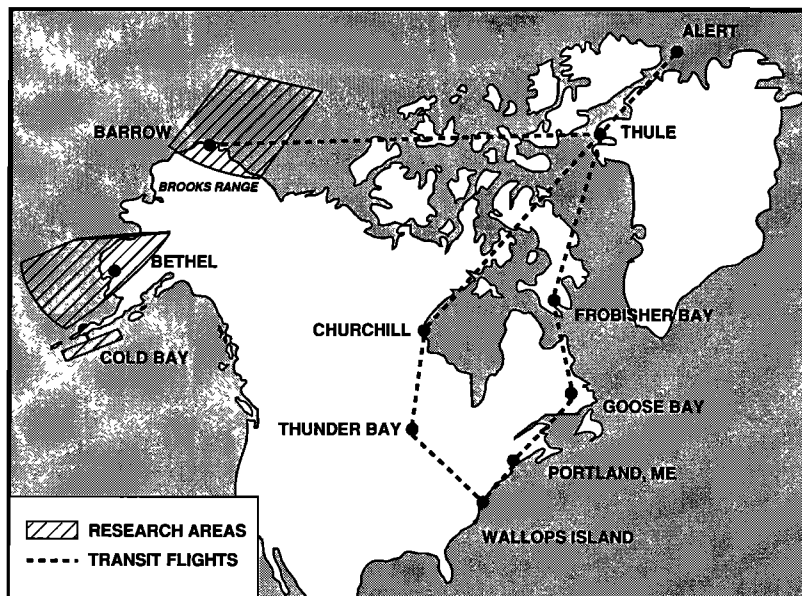 ALERT
BARROW
THULE
BROOKS RANGE
BETHEL
CHURCHILL
FROBISHER BAY
COLD BAY
THUNDER BAY
GOOSE BAY
PORTLAND, ME
WALLOPS ISLAND
RESEARCH AREAS
TRANSIT FLIGHTS